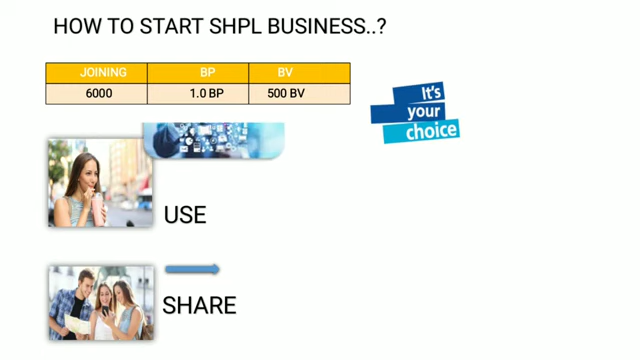 HOW TO START SHPL BUSINESS..?
JOINING BP BV
6000 1.0 BP 500 BV
It's
your
choice
USE
SHARE